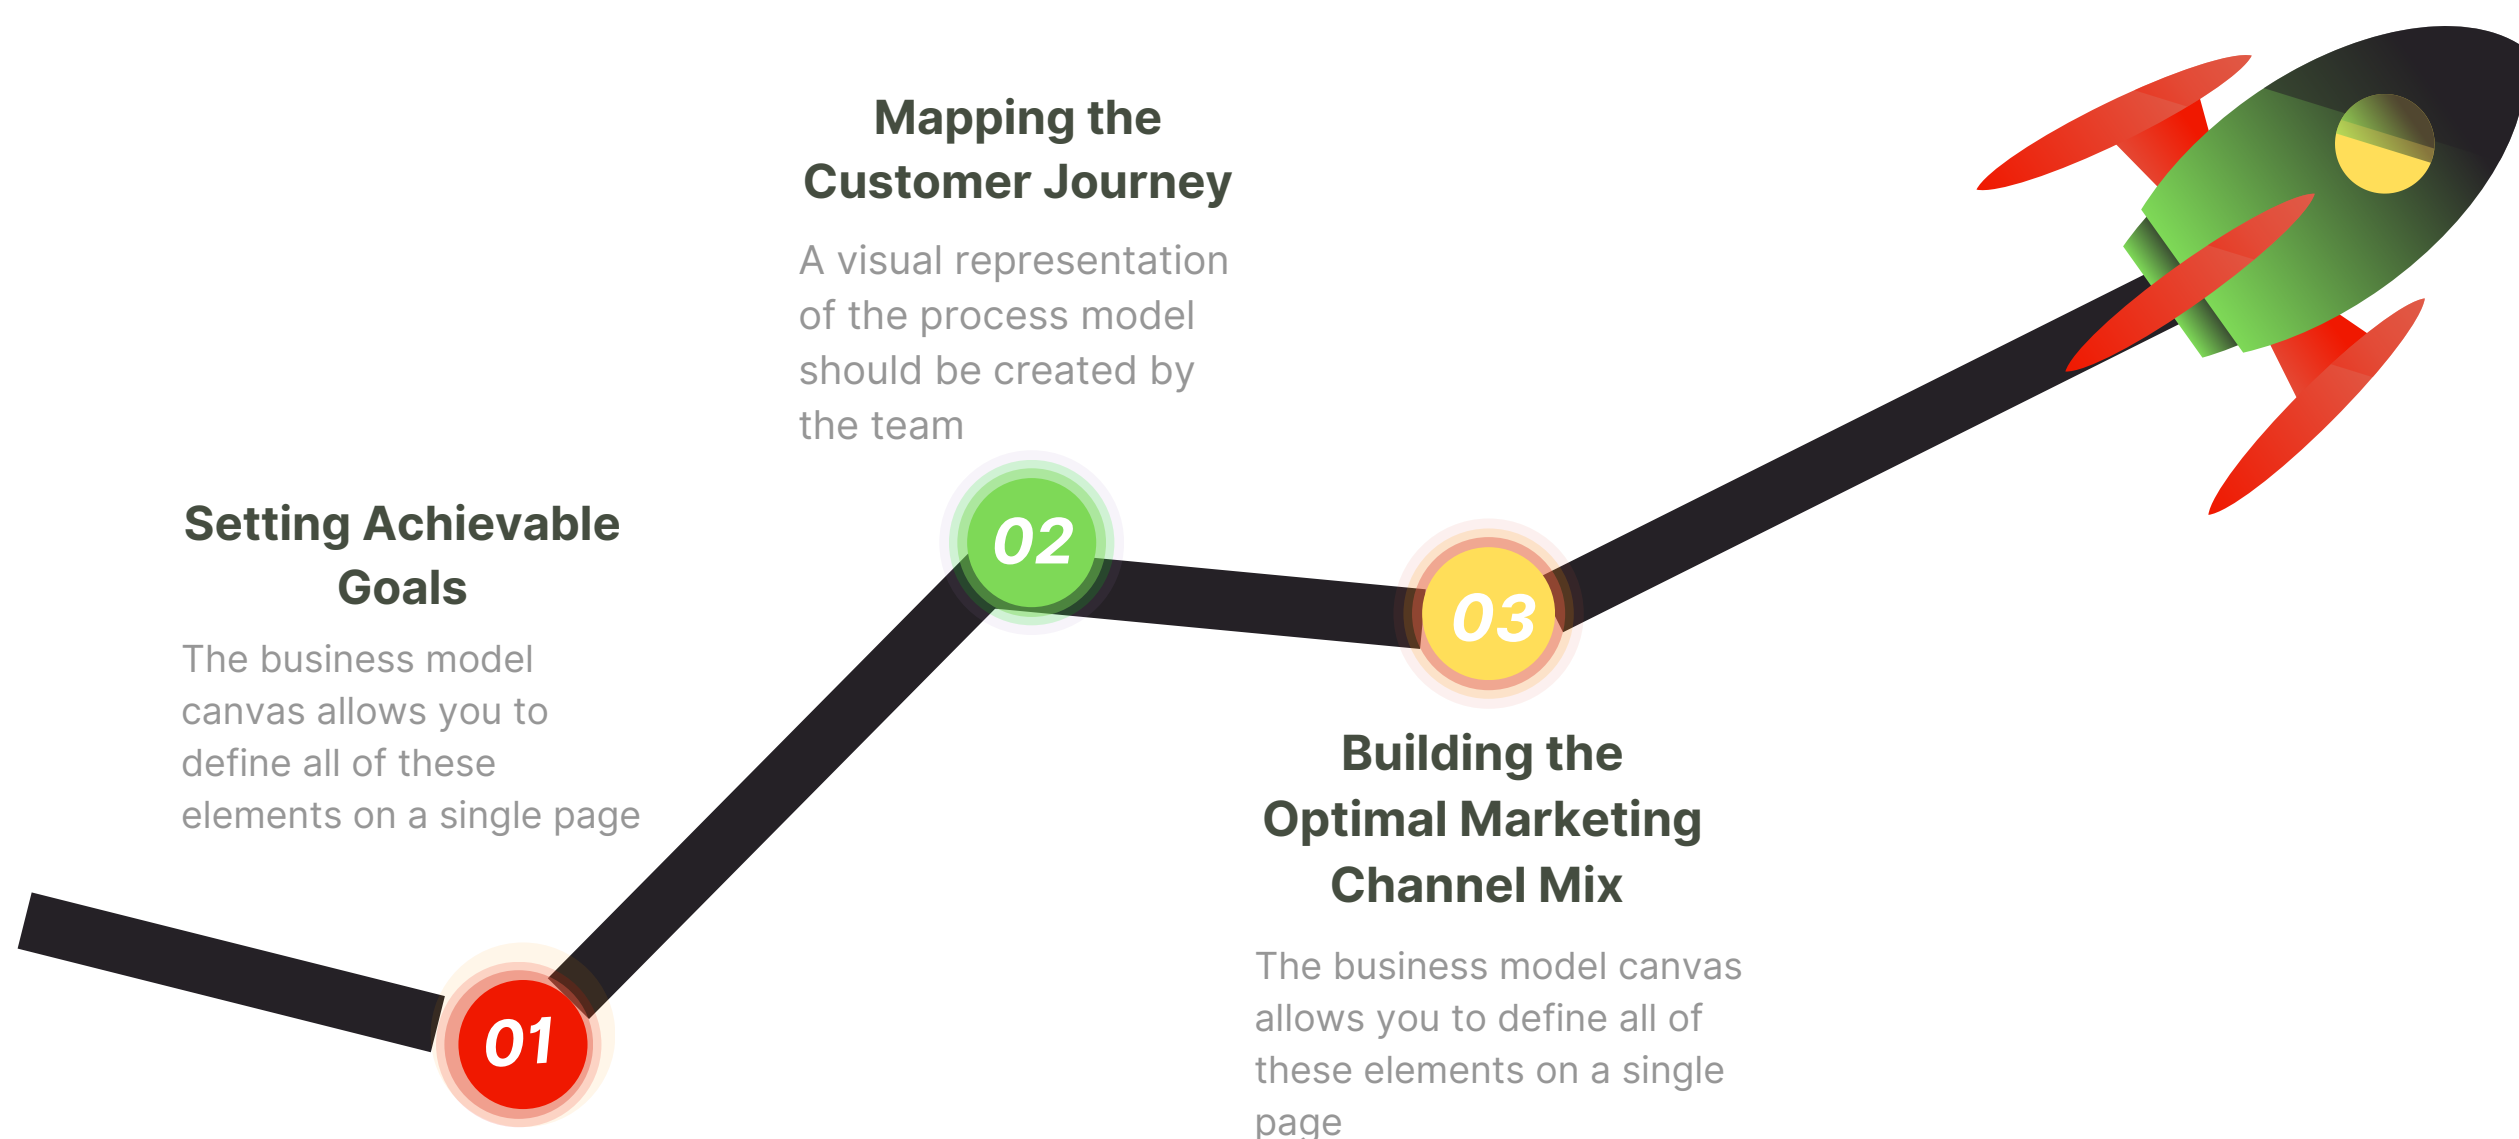 Setting Achievable
Goals
The business model
canvas allows you to
define all of these
elements on a single page
01
Mapping the
Customer Journey
A visual representation
of the process model
should be created by
the team
02
03
Building the
Optimal Marketing
Channel Mix
The business model canvas
allows you to define all of
these elements on a single
page